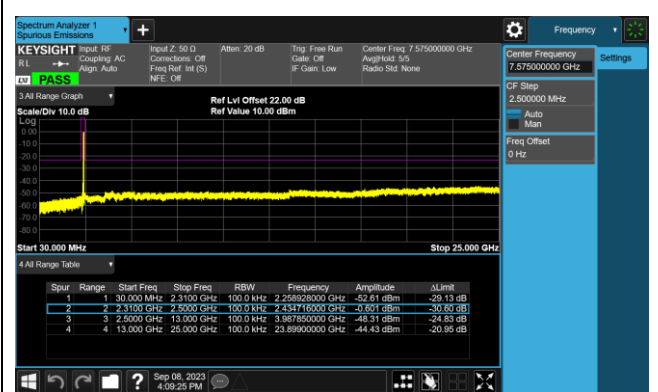 Spectrum Analyzer 1
Spurious Emissions
Frequency
KEYSIGHT Input: RF Input Z: 50 Ω Atten: 20 dB Trig: Free Run Center Freq: 7.575000000 GHz
RL Coupling: AC Corrections: Off Gate: Off Avg|Hold: 5/5
Align: Auto Freq Ref: Int (S) IF Gain: Low Radio Std: None
LXI PASS NFE: Off
Center Frequency
7.575000000 GHz
Settings
CF Step
2.500000 MHz
Auto
Man
Freq Offset
0 Hz
3 All Range Graph
Ref Lvl Offset 22.00 dB
Scale/Div 10.0 dB Ref Value 10.00 dBm
Log
0.00
-10.0
-20.0
-30.0
-40.0
-50.0
-60.0
-70.0
-80.0
Start 30.000 MHz Stop 25.000 GHz
4 All Range Table
Spur Range Start Freq Stop Freq RBW Frequency Amplitude ΔLimit
1 1 30.000 MHz 2.3100 GHz 100.0 kHz 2.258928000 GHz -52.61 dBm -29.13 dB
2 2 2.3100 GHz 2.5000 GHz 100.0 kHz 2.434716000 GHz -0.601 dBm -30.60 dB
3 3 2.5000 GHz 13.000 GHz 100.0 kHz 3.987850000 GHz -48.31 dBm -24.83 dB
4 4 13.000 GHz 25.000 GHz 100.0 kHz 23.89900000 GHz -44.43 dBm -20.95 dB
Sep 08, 2023
4:09:25 PM